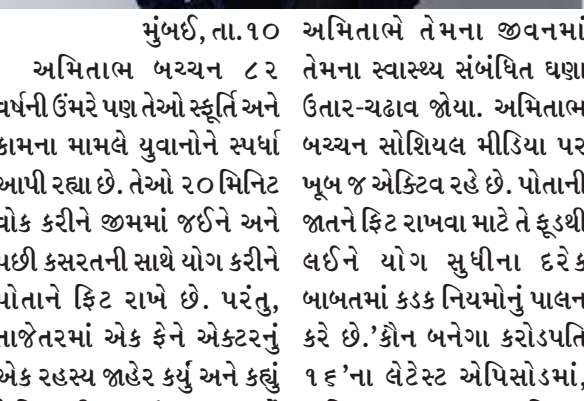 મુંબઈ, તા.૧૦
અમિતાભ બચ્ચન ૮૨
વર્ષની ઉંમરે પણ તેઓ સ્ફૂર્તિ અને
કામના મામલે યુવાનોને સ્પર્ધા
આપી રહ્યા છે. તેઓ ૨૦ મિનિટ
વોક કરીને જીમમાં જઈને અને
પછી કસરતની સાથે યોગ કરીને
પોતાને ફિટ રાખે છે. પરંતુ,
તાજેતરમાં એક ફેને એક્ટરનું
એક રહસ્ય જાહેર કર્યું અને કહ્યું
અમિતાભે તેમના જીવનમાં
તેમના સ્વાસ્થ્ય સંબંધિત ઘણા
ઉતાર-ચઢાવ જોયા. અમિતાભ
બચ્ચન સોશિયલ મીડિયા પર
ખૂબ જ એક્ટિવ રહે છે. પોતાની
જાતને ફિટ રાખવા માટે તે ફૂડથી
લઈને યોગ સુધીના દરેક
બાબતમાં કડક નિયમોનું પાલન
કરે છે.'કૌન બનેગા કરોડપતિ
૧૬'ના લેટેસ્ટ એપિસોડમાં,